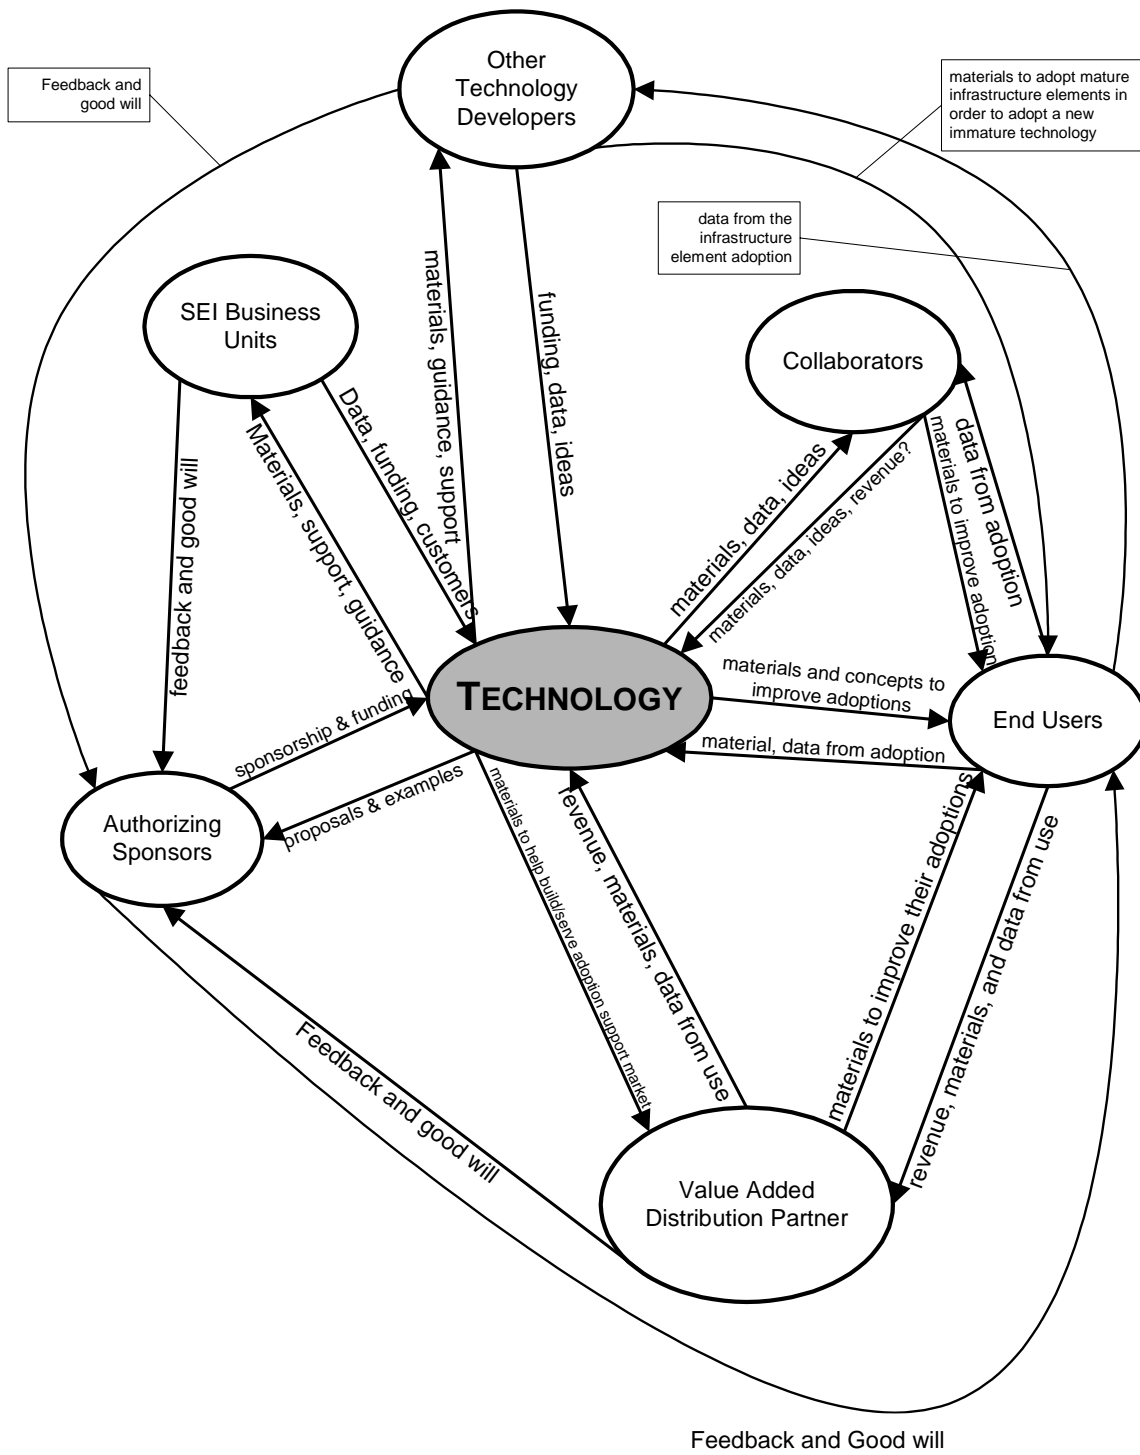 Other
Technology
Developers
Feedback and
good will
materials to adopt mature
infrastructure elements in
order to adopt a new
immature technology
data from the
infrastructure
element adoption
SEI Business
Units
Collaborators
materials, guidance, support
funding, data, ideas
Data, funding, customers
Materials, support, guidance
feedback and good will
materials, data, ideas
materials, data, ideas, revenue?
data from adoption
materials to improve adoption
TECHNOLOGY
materials and concepts to
improve adoptions
End Users
material, data from adoption
sponsorship & funding
proposals & examples
Authorizing
Sponsors
materials to help build/serve adoption support market
revenue, materials, data from use
materials to improve their adoptions
revenue, materials, and data from use
Feedback and good will
Value Added
Distribution Partner
Feedback and Good will